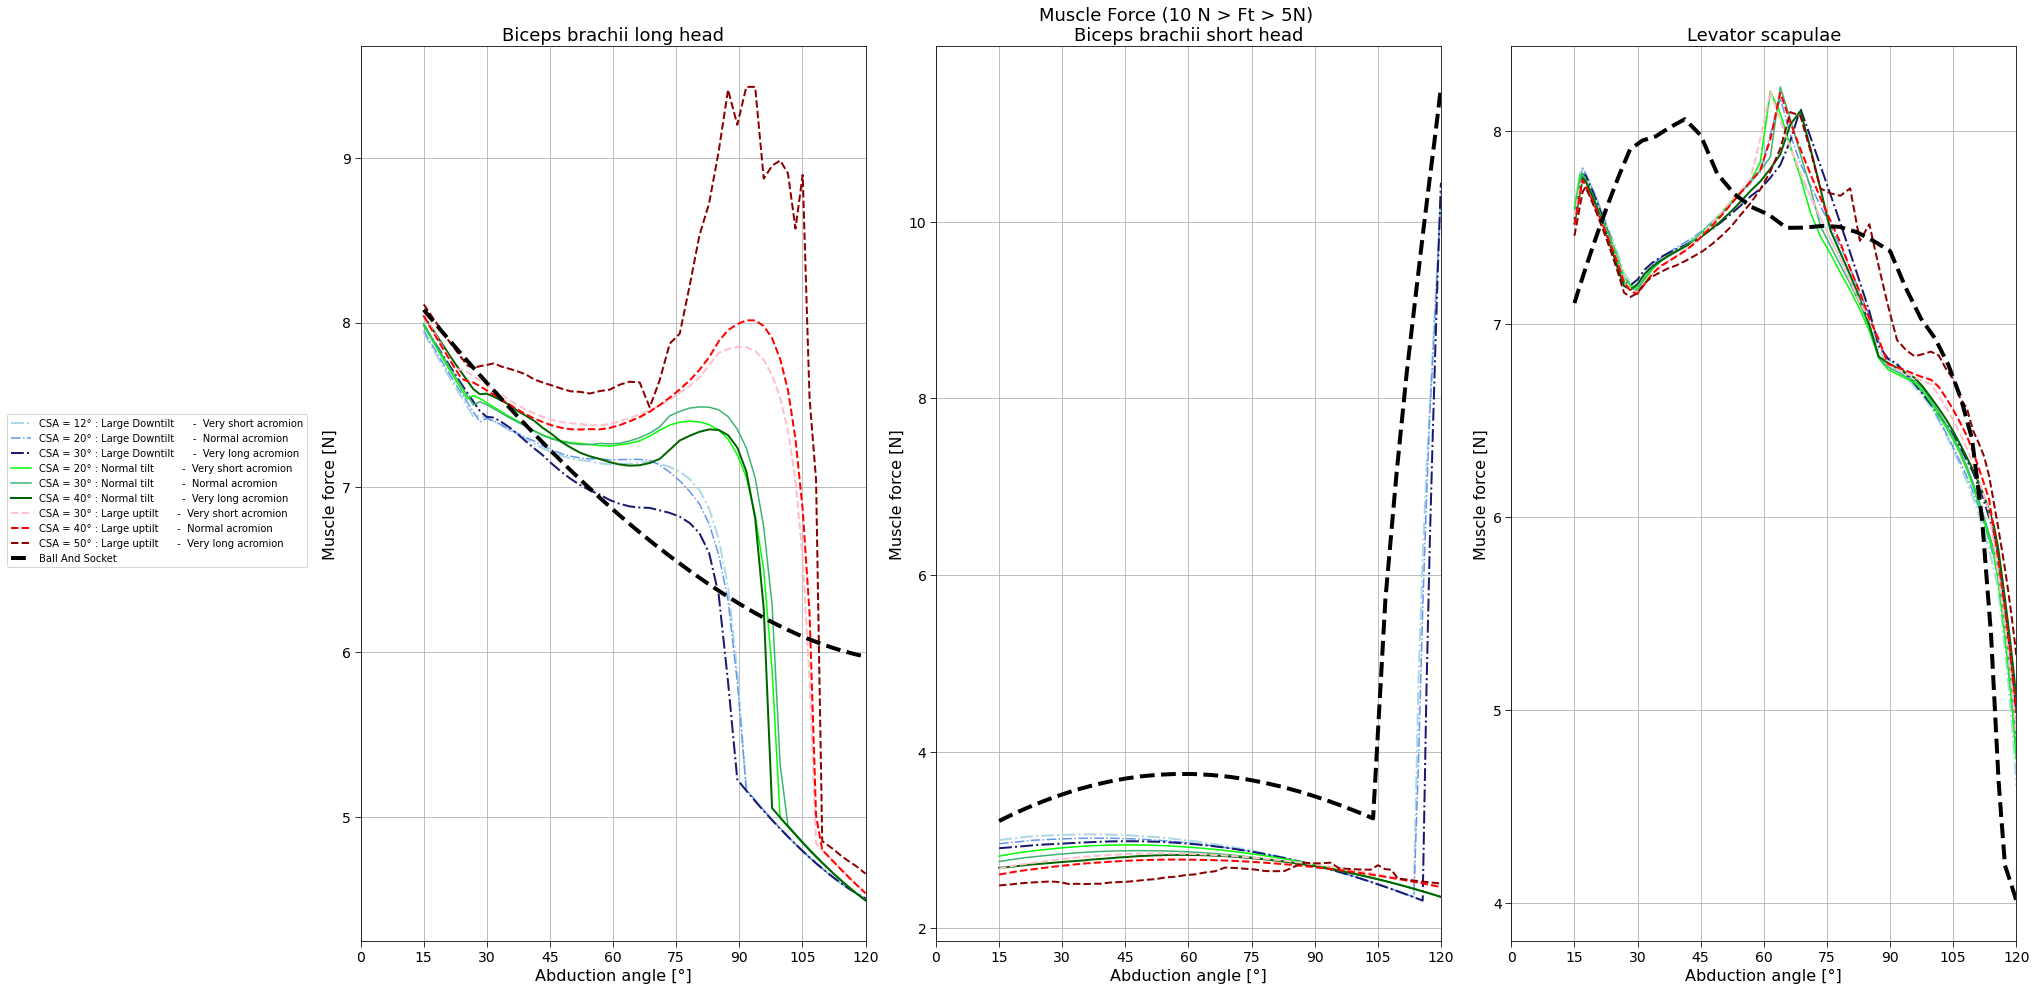 Muscle Force (10 N > Ft > 5N)
Biceps brachii long head
Biceps brachii short head
Levator scapulae
CSA = 12° : Large Downtilt - Very short acromion
CSA = 20° : Large Downtilt - Normal acromion
CSA = 30° : Large Downtilt - Very long acromion
CSA = 20° : Normal tilt - Very short acromion
CSA = 30° : Normal tilt - Normal acromion
CSA = 40° : Normal tilt - Very long acromion
CSA = 30° : Large uptilt - Very short acromion
CSA = 40° : Large uptilt - Normal acromion
CSA = 50° : Large uptilt - Very long acromion
Ball And Socket
Muscle force [N]
9
8
7
6
5
0 15 30 45 60 75 90 105 120
Abduction angle [°]
Muscle force [N]
10
8
6
4
2
0 15 30 45 60 75 90 105 120
Abduction angle [°]
Muscle force [N]
8
7
6
5
4
0 15 30 45 60 75 90 105 120
Abduction angle [°]